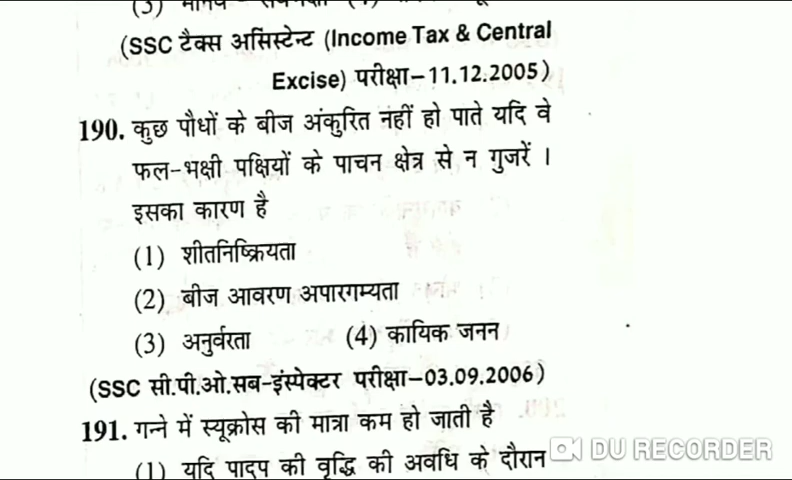 (3) मानव
(SSC टैक्स असिस्टेन्ट (Income Tax & Central
Excise) परीक्षा–11.12.2005)
190. कुछ पौधों के बीज अंकुरित नहीं हो पाते यदि वे
फल-भक्षी पक्षियों के पाचन क्षेत्र से न गुजरें ।
इसका कारण है
(1) शीतनिष्क्रियता
(2) बीज आवरण अपारगम्यता
(3) अनुर्वरता (4) कायिक जनन
(SSC सी.पी.ओ.सब-इंस्पेक्टर परीक्षा–03.09.2006)
191. गन्ने में स्यूक्रोस की मात्रा कम हो जाती है
(1) यदि पादप की वृद्धि की अवधि के दौरान
DU RECORDER